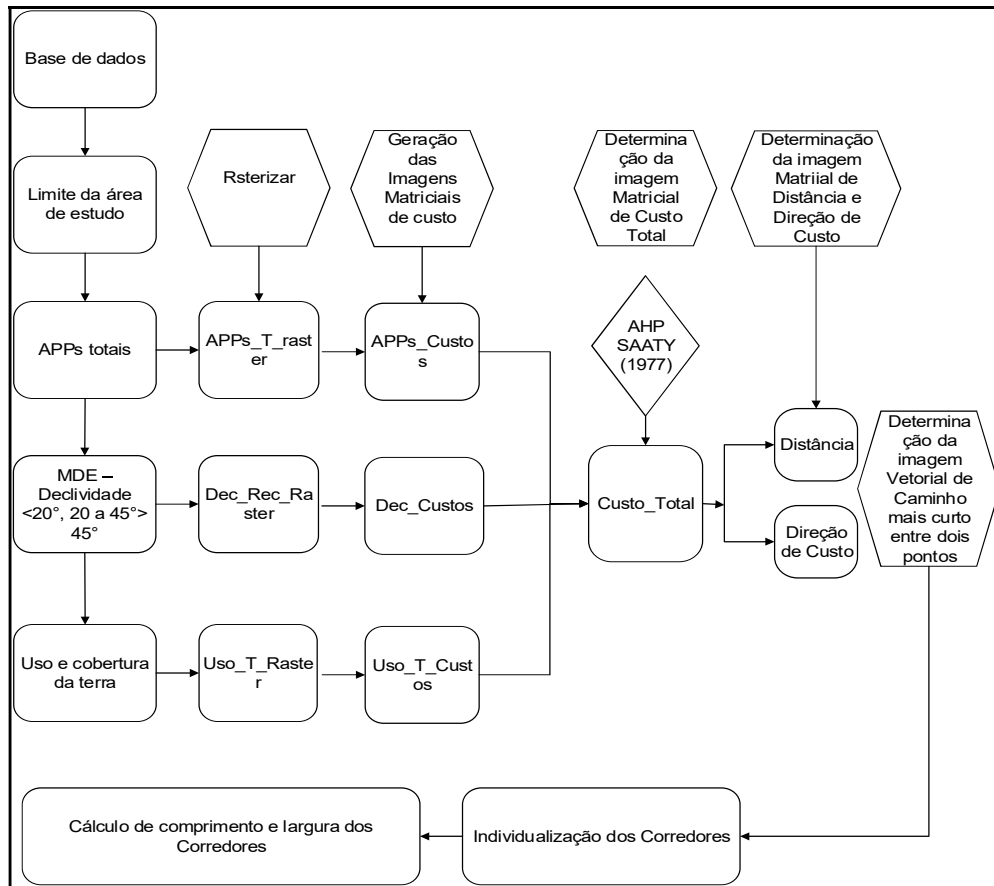 Base de dados
Limite da área
de estudo
Rsterizar
Geração
das
Imagens
Matriciais
de custo
Determina
ção da
imagem
Matricial
de Custo
Total
Determinação
da imagem
Matriial de
Distância e
Direção de
Custo
APPs totais
APPs_T_rast
er
APPs_Custo
s
AHP
SAATY
(1977)
MDE –
Declividade
<20°, 20 a 45°>
45°
Dec_Rec_Ra
ster
Dec_Custos
Custo_Total
Distância
Direção
de Custo
Determina
ção da
imagem
Vetorial de
Caminho
mais curto
entre dois
pontos
Uso e cobertura
da terra
Uso_T_Raste
r
Uso_T_Cust
os
Cálculo de comprimento e largura dos
Corredores
Individualização dos Corredores